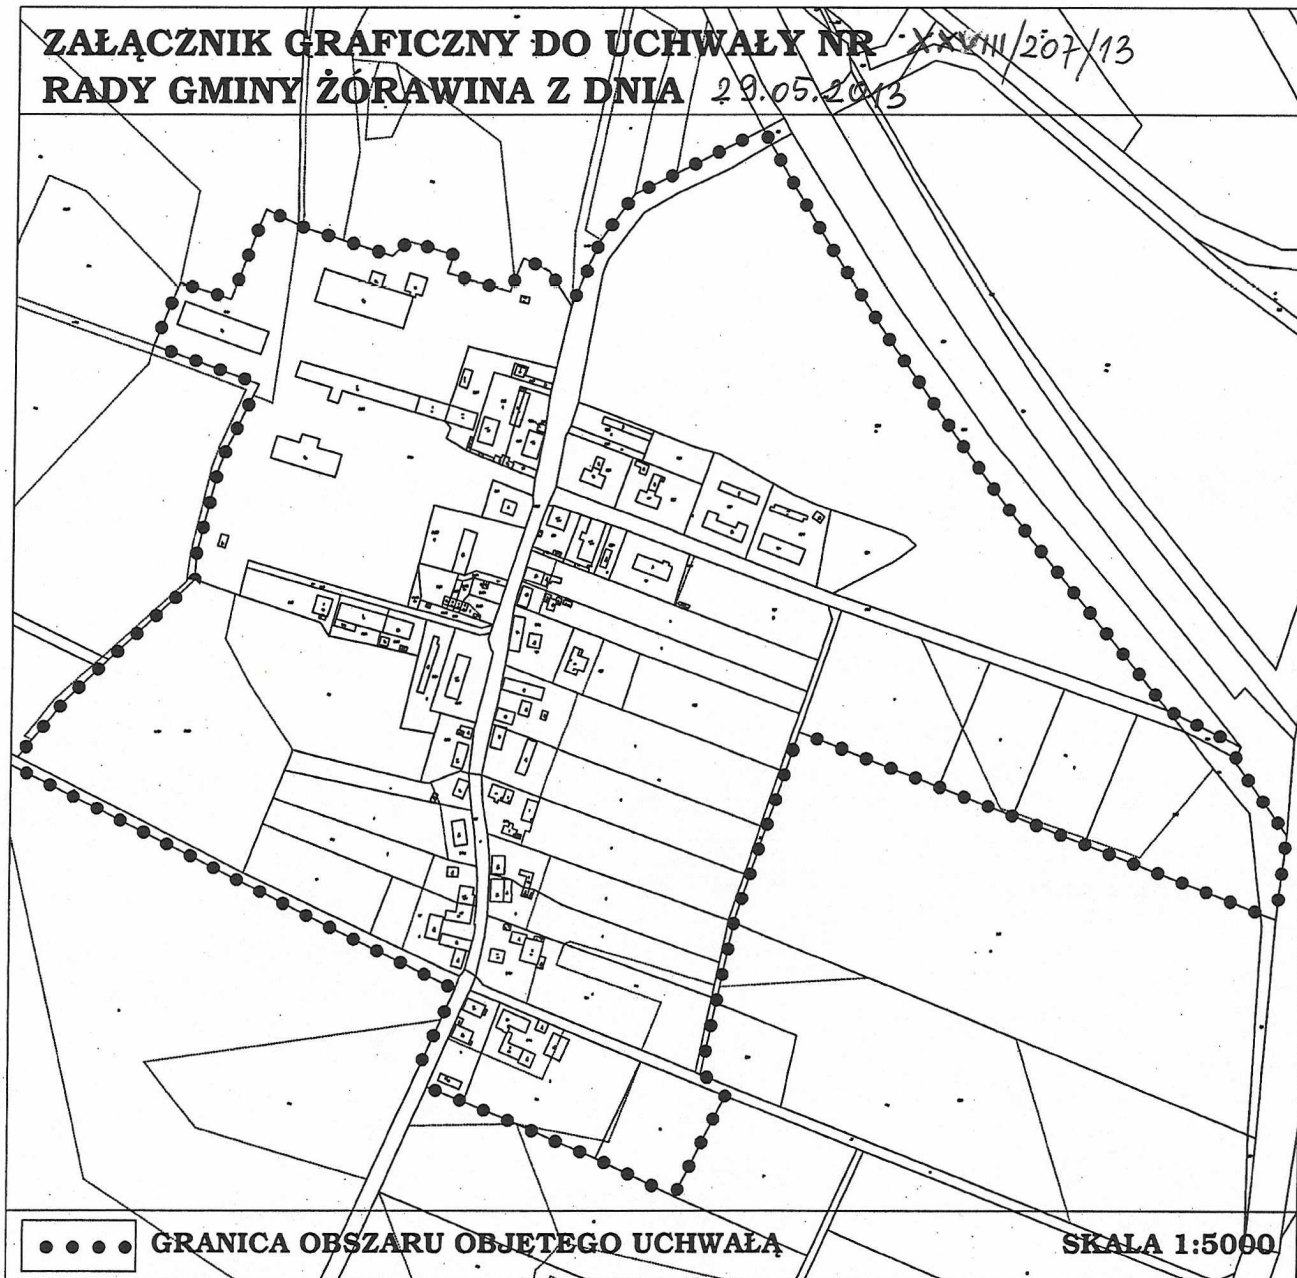 ZAŁĄCZNIK GRAFICZNY DO UCHWAŁY NR XXVIII/207/13
RADY GMINY ŻÓRAWINA Z DNIA 29.05.2013
GRANICA OBSZARU OBJĘTEGO UCHWAŁĄ
SKALA 1:5000